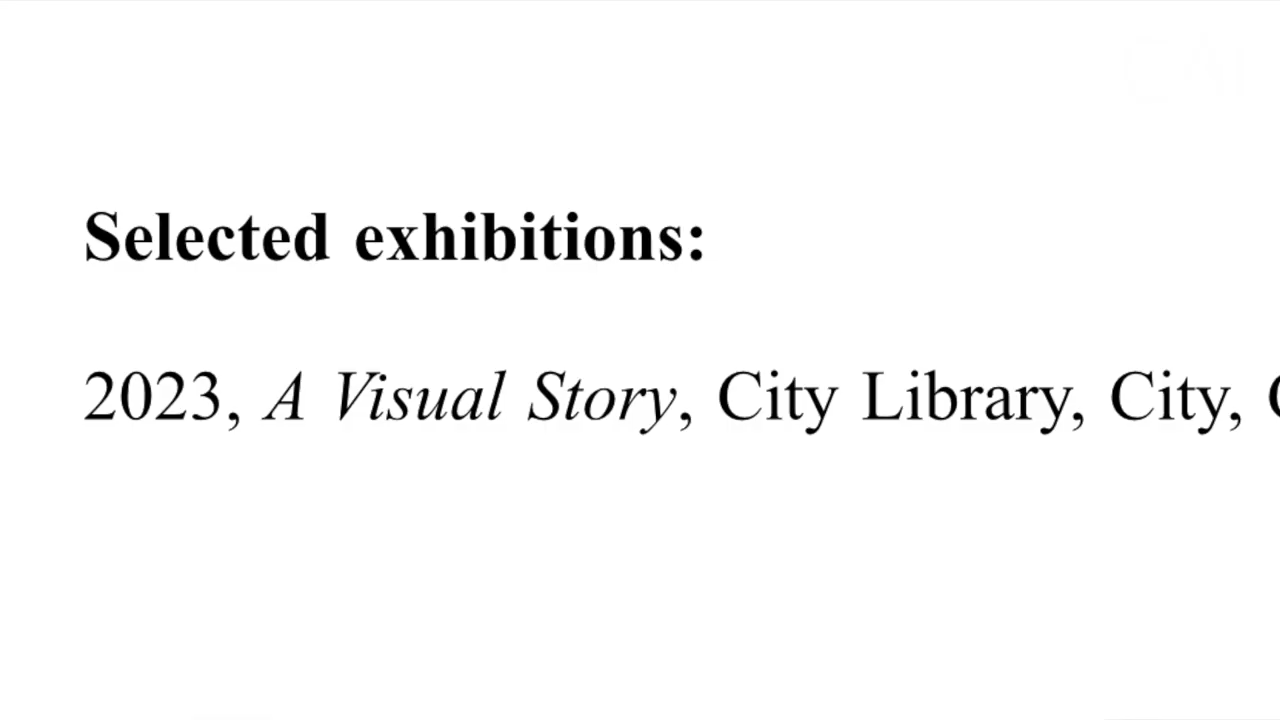 Selected exhibitions:
2023, A Visual Story, City Library, City,